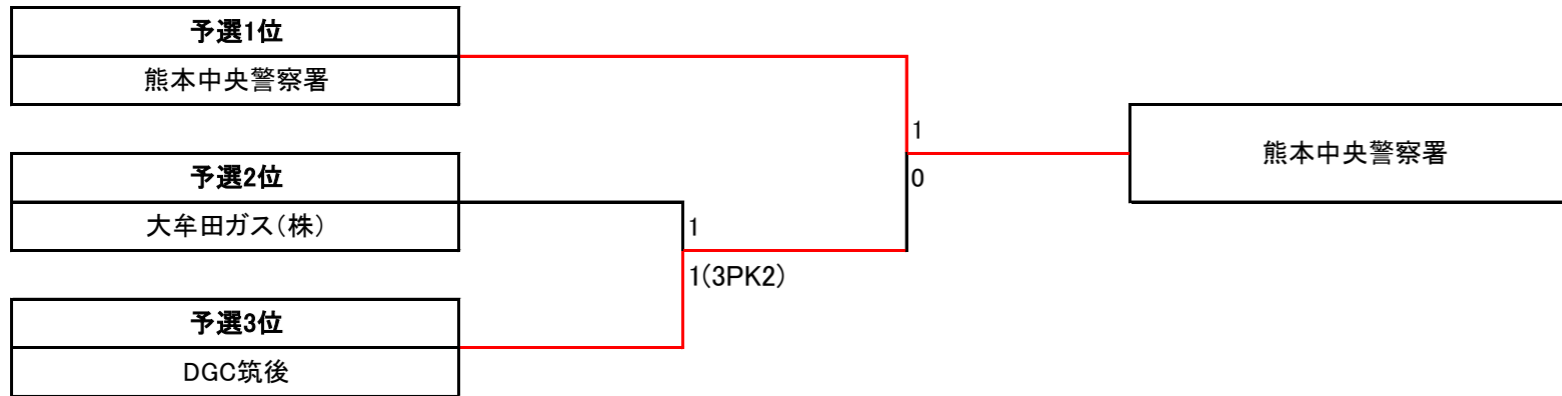 予選1位
熊本中央警察署
1
熊本中央警察署
0
予選2位
大牟田ガス(株)
1
1(3PK2)
予選3位
DGC筑後